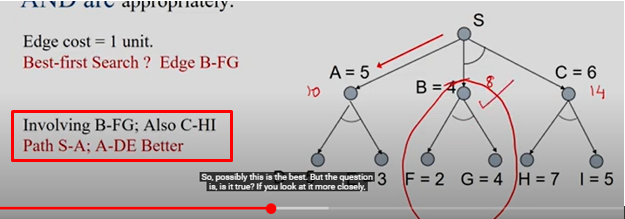 AND are appropriately.
S
Edge cost = 1 unit.
Best-first Search ? Edge B-FG
A = 5
B = 4
C = 6
10
8
14
Involving B-FG; Also C-HI
Path S-A; A-DE Better
3
F = 2
G = 4
H = 7
I = 5
So, possibly this is the best. But the question
is, is it true? If you look at it more closely,